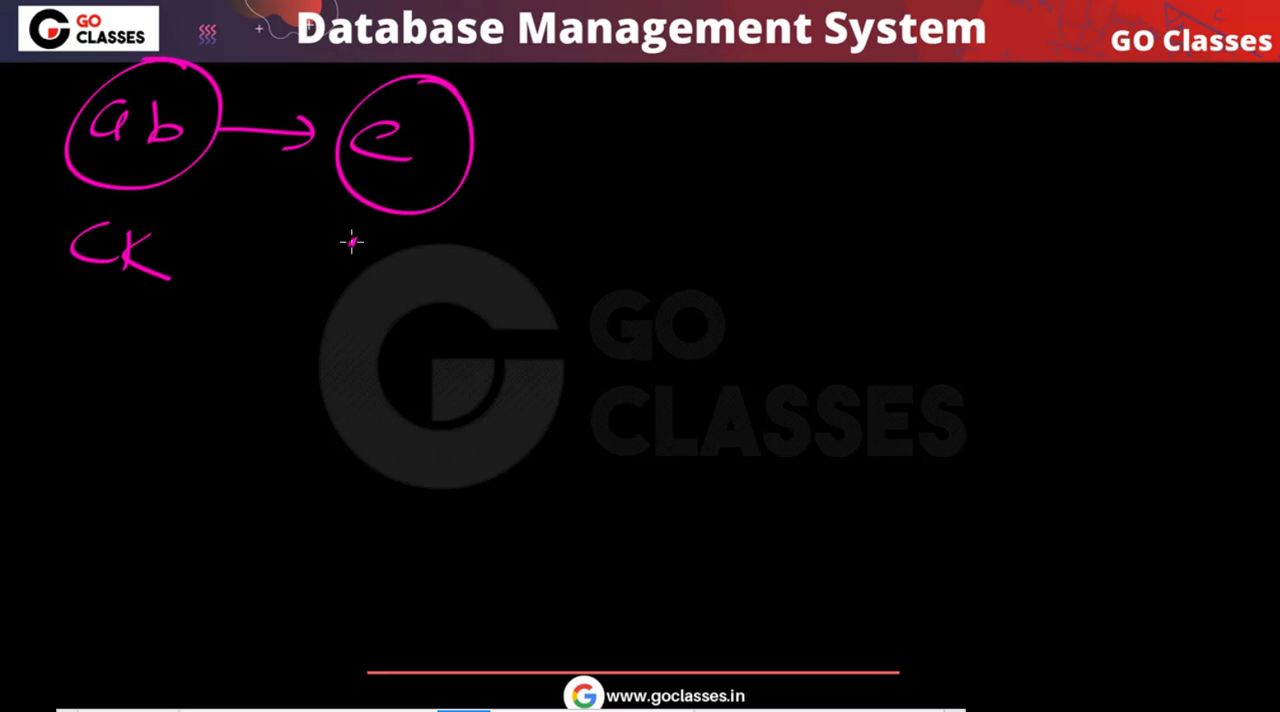 GO
CLASSES
Database Management System
GO Classes
ab → e
CK
GO
CLASSES
www.goclasses.in